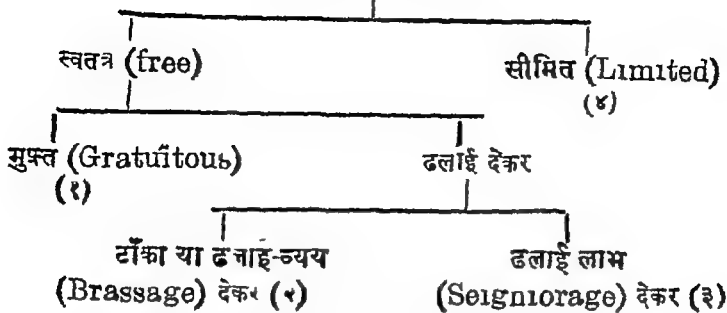 स्वतंत्र (free) सीमित (Limited)
(४)
मुफ्त (Gratuitous) ढलाई देकर
(१)
टाँका या ढलाई-व्यय ढलाई लाभ
(Brassage) देकर (२) (Seigniorage) देकर (३)